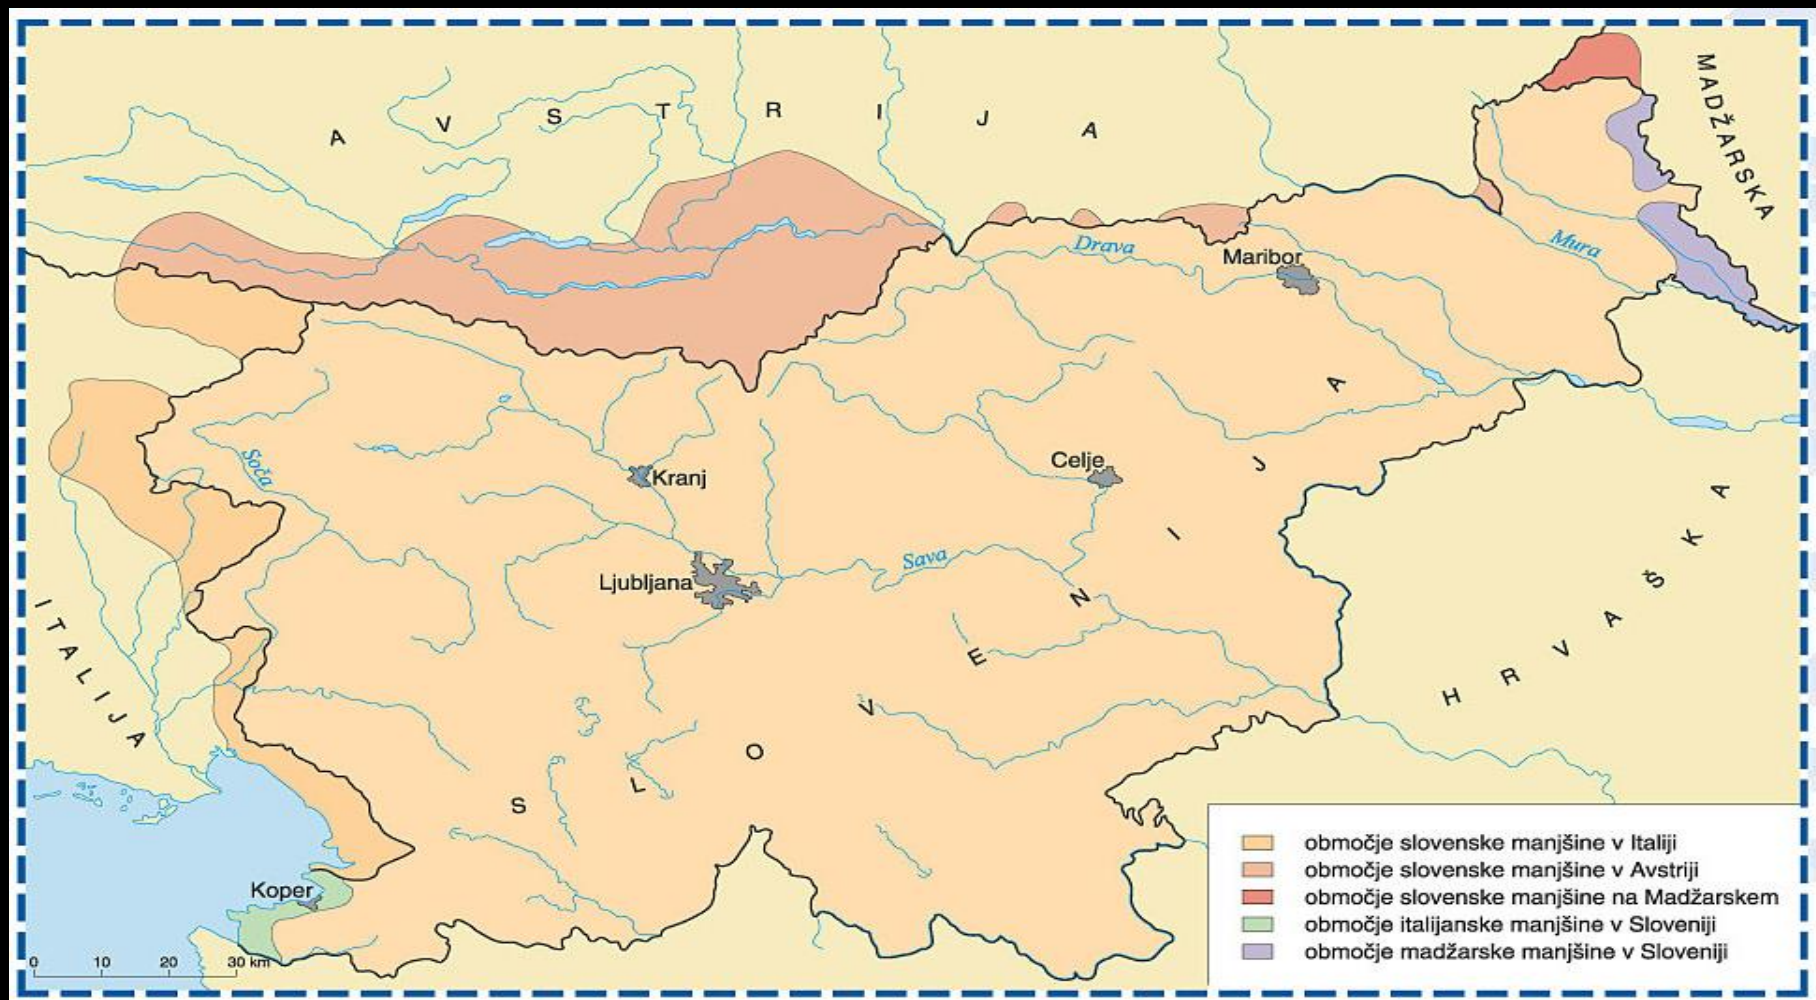 AVSTRIJA
MADŽARSKA
Drava
Mura
Maribor
Soča
Kranj
Celje
Sava
Ljubljana
SLOVENIJA
HRVAŠKA
ITALIJA
Koper
0 10 20 30 km
območje slovenske manjšine v Italiji
območje slovenske manjšine v Avstriji
območje slovenske manjšine na Madžarskem
območje italijanske manjšine v Sloveniji
območje madžarske manjšine v Sloveniji